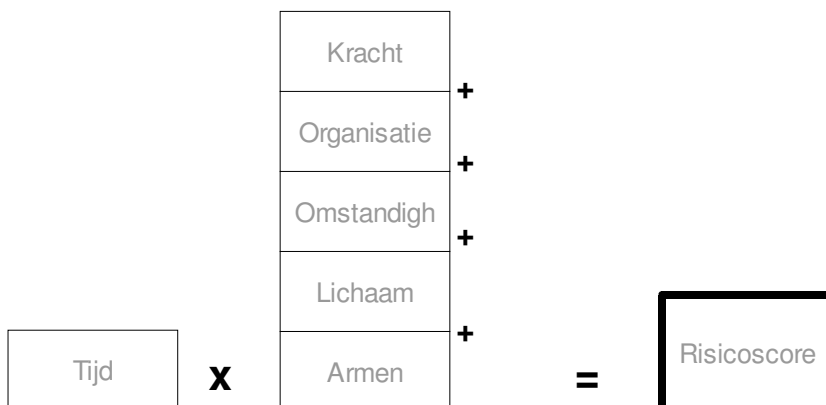 Kracht
+
Organisatie
+
Omstandigh
+
Lichaam
+
Tijd x Armen = Risicoscore